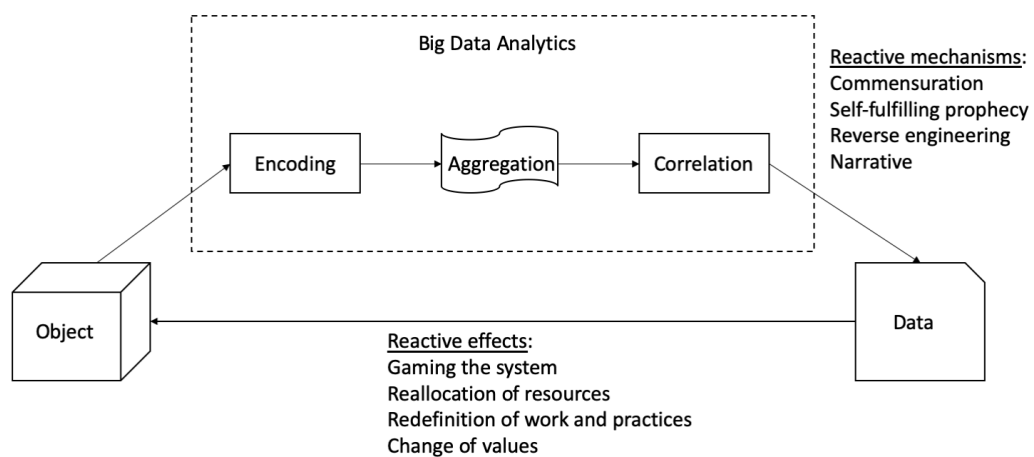 Big Data Analytics
Reactive mechanisms:
Commensuration
Self-fulfilling prophecy
Reverse engineering
Narrative
Encoding
Aggregation
Correlation
Object
Data
Reactive effects:
Gaming the system
Reallocation of resources
Redefinition of work and practices
Change of values